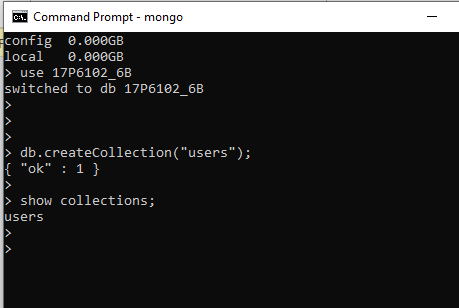 Command Prompt - mongo
config  0.000GB
local   0.000GB
> use 17P6102_6B
switched to db 17P6102_6B
>
>
>
> db.createCollection("users");
{ "ok" : 1 }
>
> show collections;
users
>
>